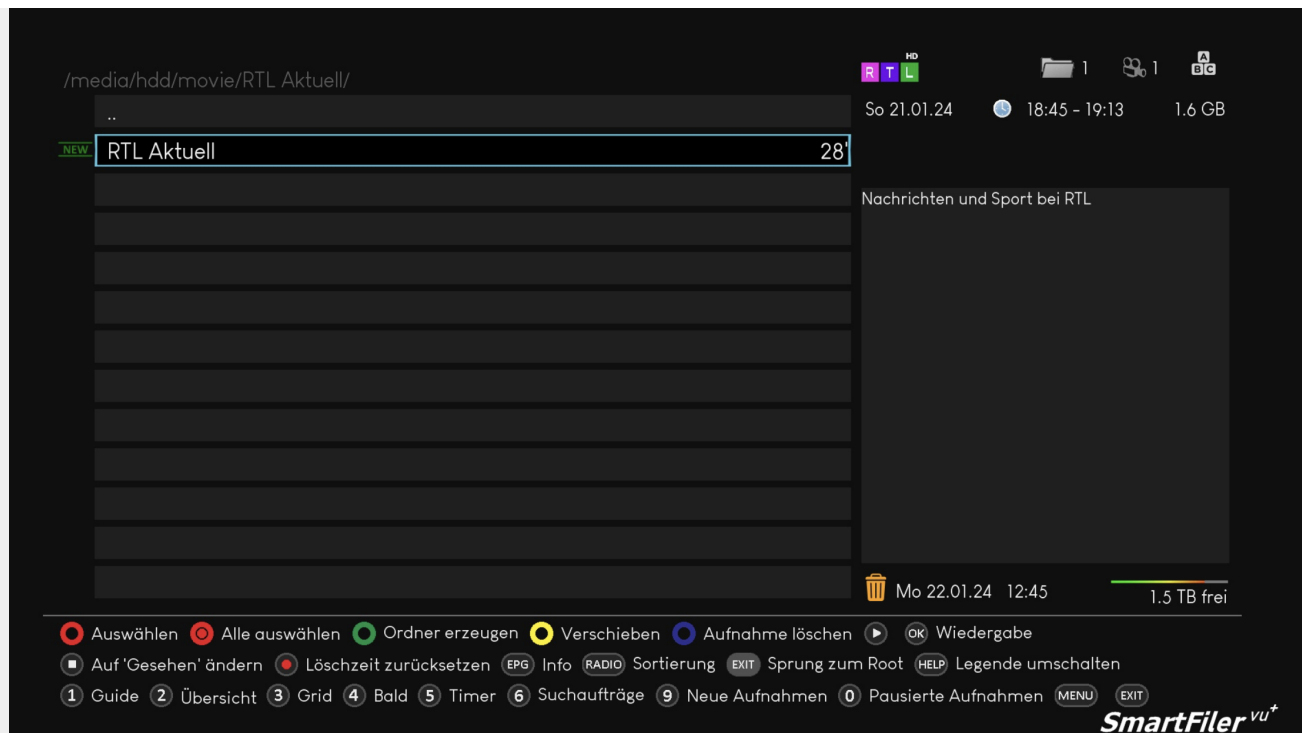 /media/hdd/movie/RTL Aktuell/
RTL HD
1
1
ABC
..
So 21.01.24 18:45 - 19:13 1.6 GB
NEW RTL Aktuell 28'
Nachrichten und Sport bei RTL
Mo 22.01.24 12:45
1.5 TB frei
Auswählen Alle auswählen Ordner erzeugen Verschieben Aufnahme löschen OK Wiedergabe
Auf 'Gesehen' ändern Löschzeit zurücksetzen EPG Info RADIO Sortierung EXIT Sprung zum Root HELP Legende umschalten
1 Guide 2 Übersicht 3 Grid 4 Bald 5 Timer 6 Suchaufträge 9 Neue Aufnahmen 0 Pausierte Aufnahmen MENU EXIT
SmartFiler vu+